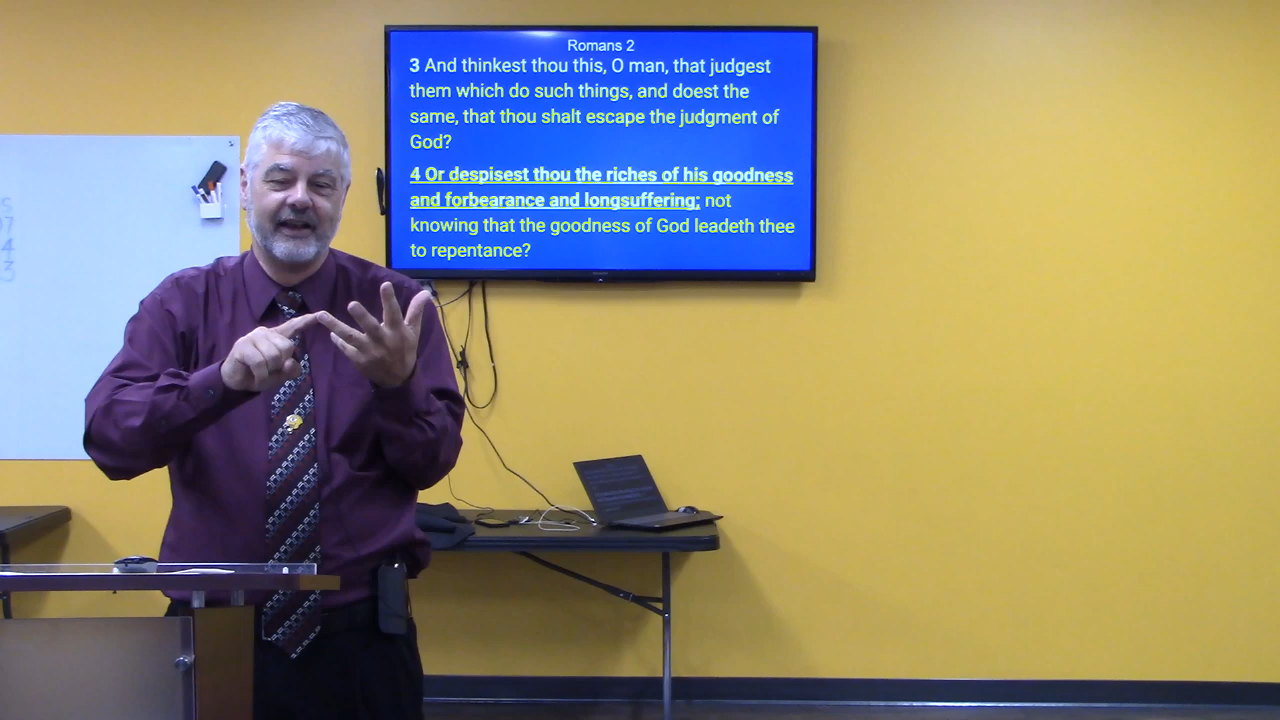 Romans 2
3 And thinkest thou this, O man, that judgest
them which do such things, and doest the
same, that thou shalt escape the judgment of
God?
4 Or despisest thou the riches of his goodness
and forbearance and longsuffering; not
knowing that the goodness of God leadeth thee
to repentance?